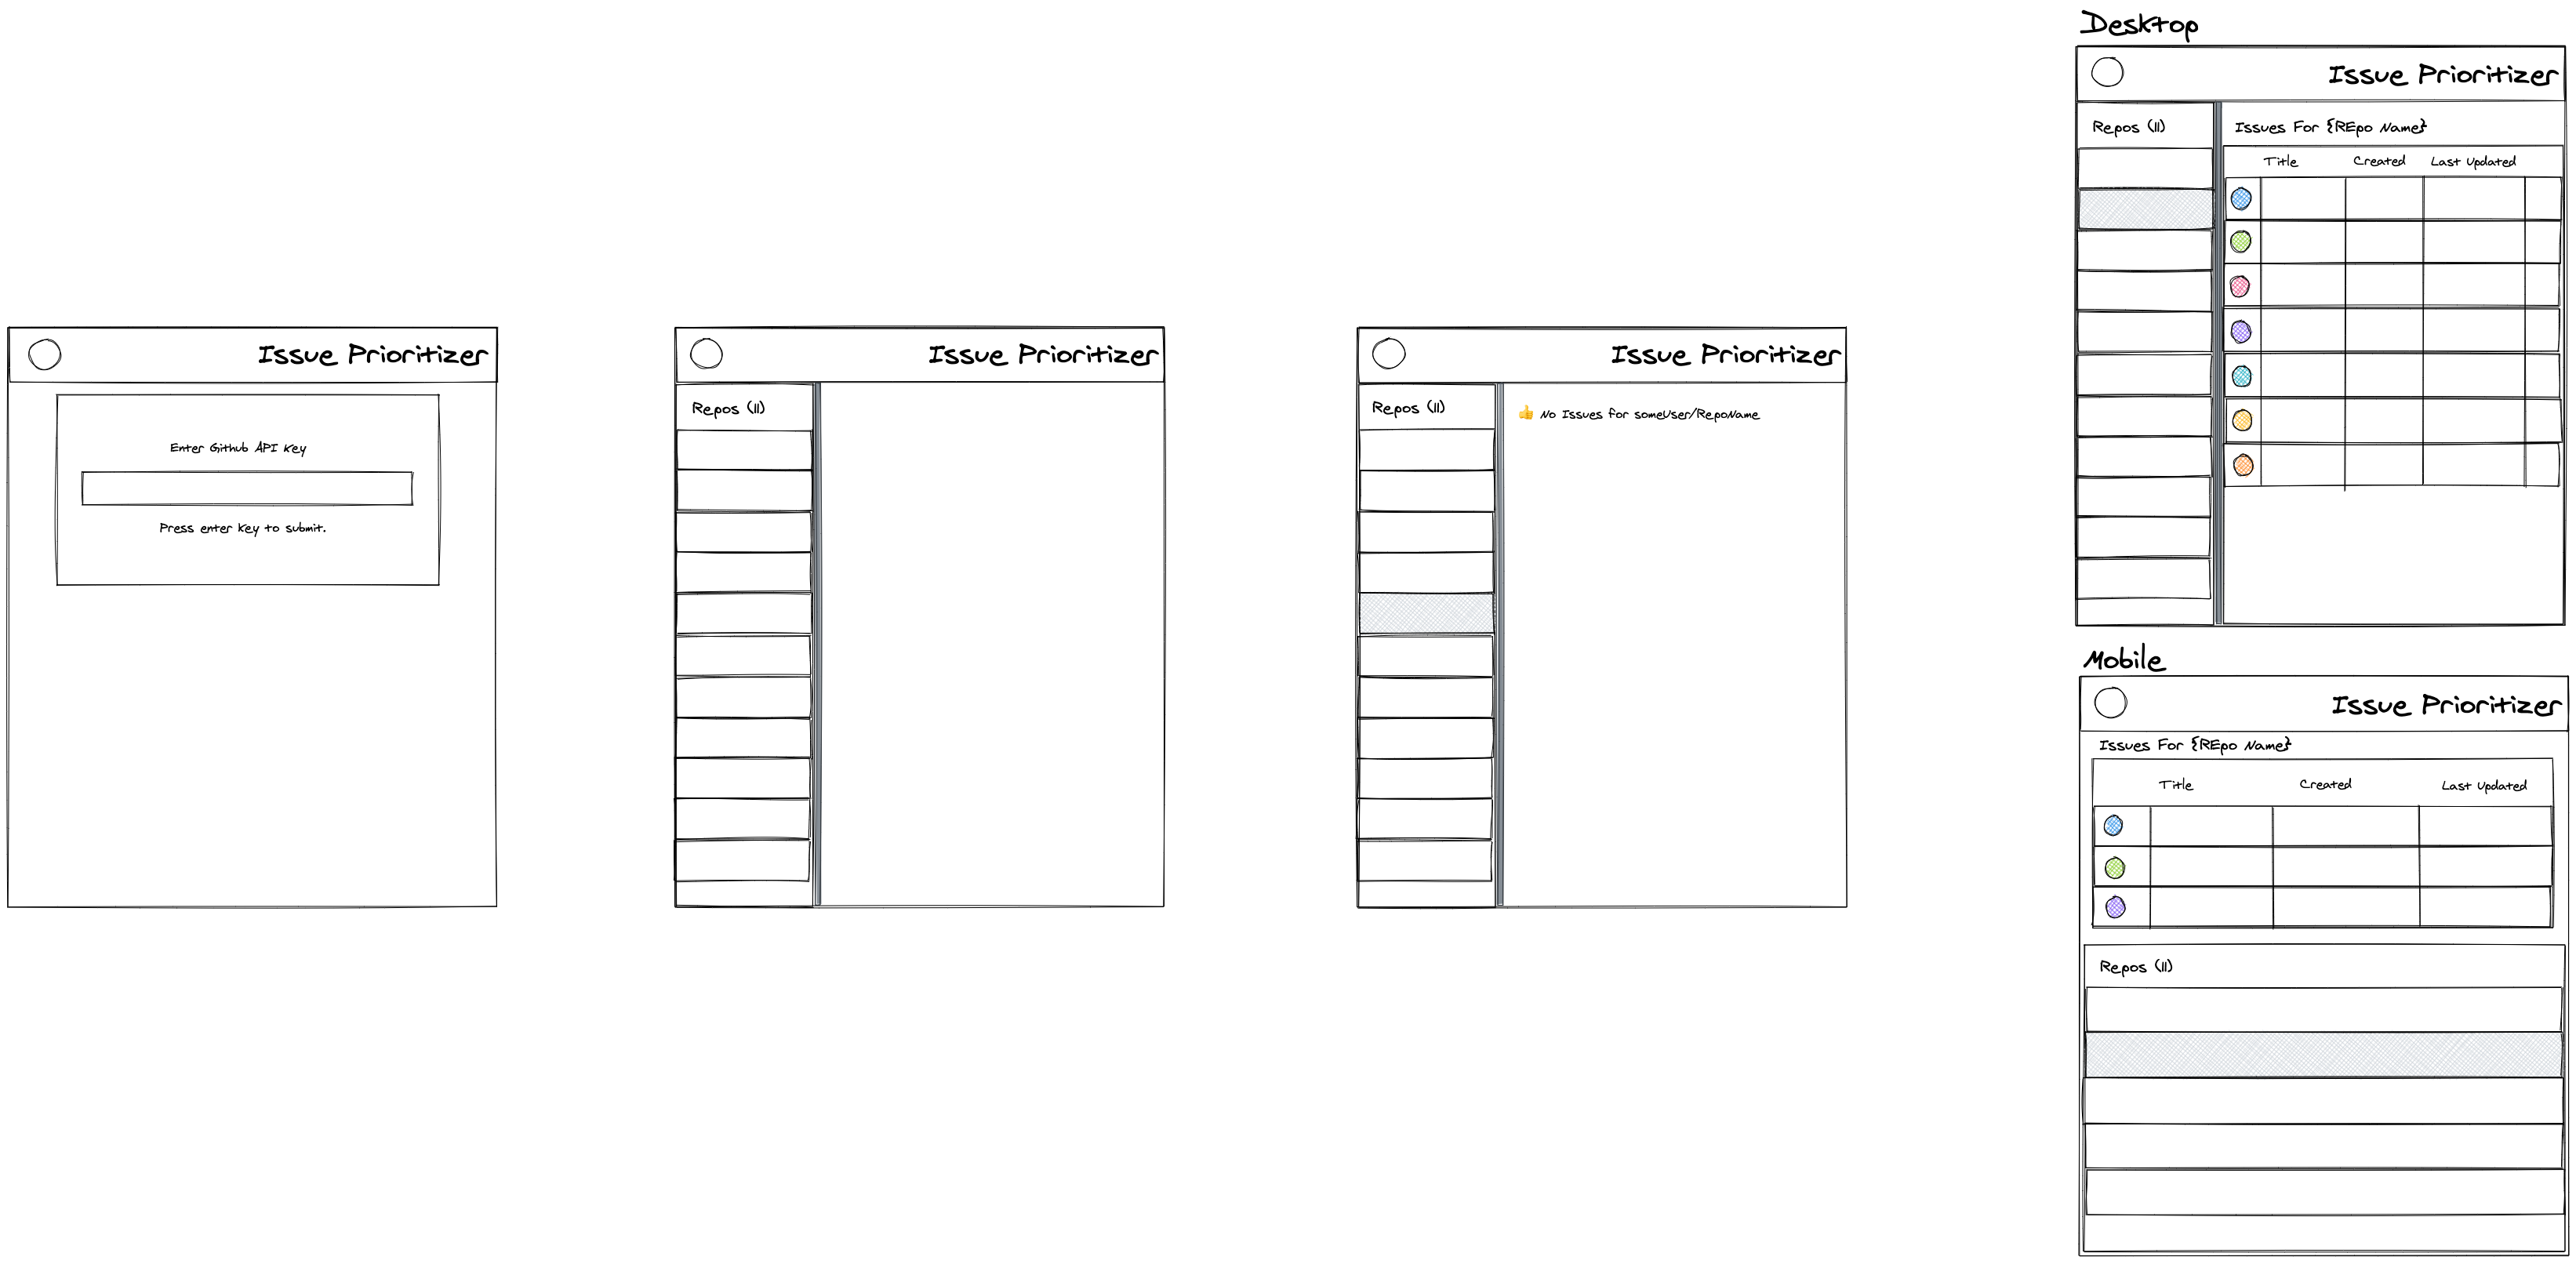 Issue Prioritizer
Enter Github API Key
Press enter key to submit.
Issue Prioritizer
Repos (11)
Issue Prioritizer
Repos (11)
👍 No Issues for someUser/RepoName
Desktop
Issue Prioritizer
Repos (11)
Issues For {REpo Name}
Title Created Last Updated
Mobile
Issue Prioritizer
Issues For {REpo Name}
Title Created Last Updated
Repos (11)